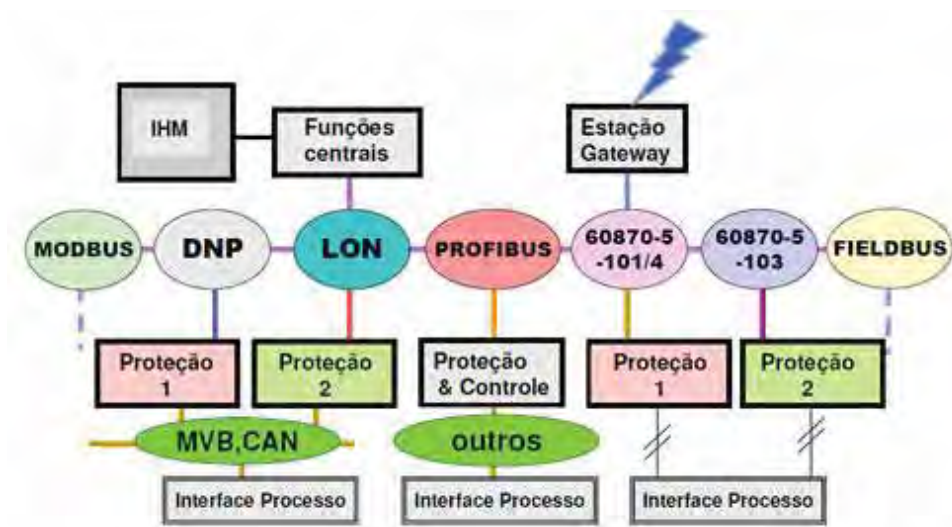 IHM
Funções
centrais
Estação
Gateway
MODBUS
DNP
LON
PROFIBUS
60870-5
-101/4
60870-5
-103
FIELDBUS
Proteção
1
Proteção
2
Proteção
& Controle
Proteção
1
Proteção
2
MVB,CAN
outros
Interface Processo
Interface Processo
Interface Processo